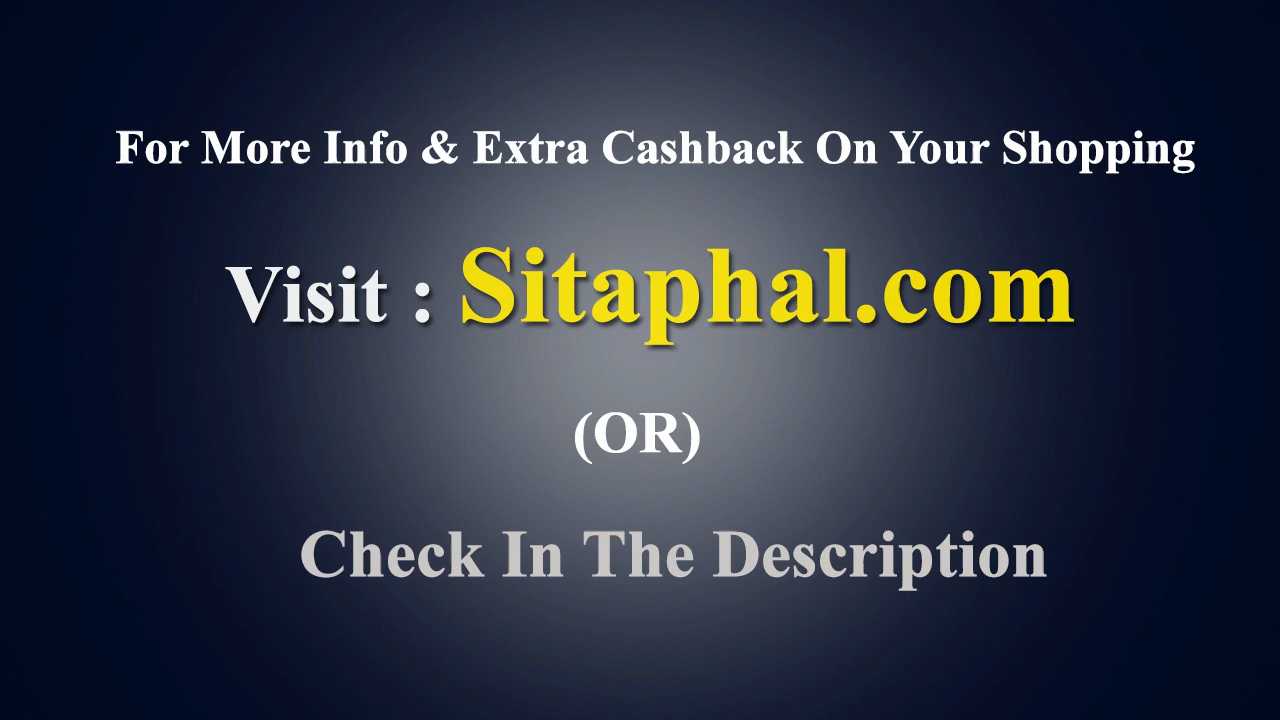 For More Info & Extra Cashback On Your Shopping
Visit : Sitaphal.com
(OR)
Check In The Description